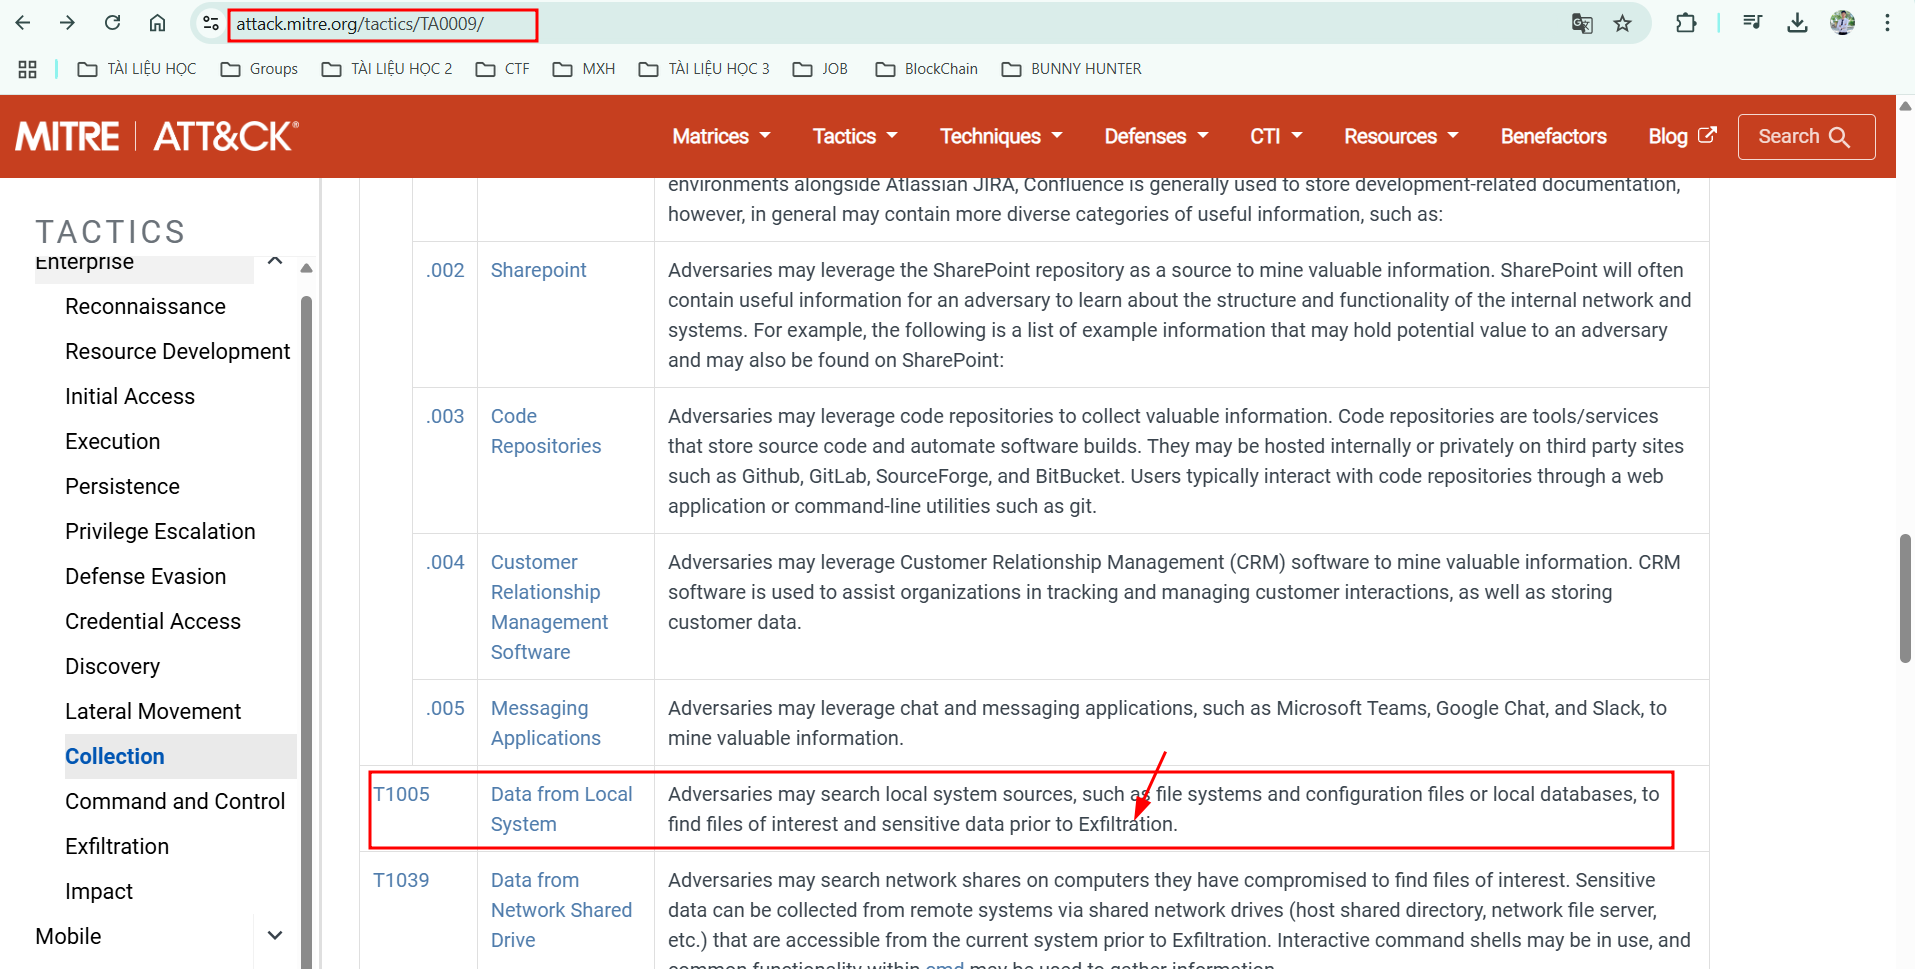 attack.mitre.org/tactics/TA0009/
TÀI LIỆU HỌC
Groups
TÀI LIỆU HỌC 2
CTF
MXH
TÀI LIỆU HỌC 3
JOB
BlockChain
BUNNY HUNTER
MITRE | ATT&CK®
Matrices
Tactics
Techniques
Defenses
CTI
Resources
Benefactors
Blog
Search
TACTICS
Enterprise
Reconnaissance
Resource Development
Initial Access
Execution
Persistence
Privilege Escalation
Defense Evasion
Credential Access
Discovery
Lateral Movement
Collection
Command and Control
Exfiltration
Impact
Mobile
environments alongside Atlassian JIRA, Confluence is generally used to store development-related documentation,
however, in general may contain more diverse categories of useful information, such as:
.002
Sharepoint
Adversaries may leverage the SharePoint repository as a source to mine valuable information. SharePoint will often
contain useful information for an adversary to learn about the structure and functionality of the internal network and
systems. For example, the following is a list of example information that may hold potential value to an adversary
and may also be found on SharePoint:
.003
Code
Repositories
Adversaries may leverage code repositories to collect valuable information. Code repositories are tools/services
that store source code and automate software builds. They may be hosted internally or privately on third party sites
such as Github, GitLab, SourceForge, and BitBucket. Users typically interact with code repositories through a web
application or command-line utilities such as git.
.004
Customer
Relationship
Management
Software
Adversaries may leverage Customer Relationship Management (CRM) software to mine valuable information. CRM
software is used to assist organizations in tracking and managing customer interactions, as well as storing
customer data.
.005
Messaging
Applications
Adversaries may leverage chat and messaging applications, such as Microsoft Teams, Google Chat, and Slack, to
mine valuable information.
T1005
Data from Local
System
Adversaries may search local system sources, such as file systems and configuration files or local databases, to
find files of interest and sensitive data prior to Exfiltration.
T1039
Data from
Network Shared
Drive
Adversaries may search network shares on computers they have compromised to find files of interest. Sensitive
data can be collected from remote systems via shared network drives (host shared directory, network file server,
etc.) that are accessible from the current system prior to Exfiltration. Interactive command shells may be in use, and
common functionality within cmd may be used to gather information.